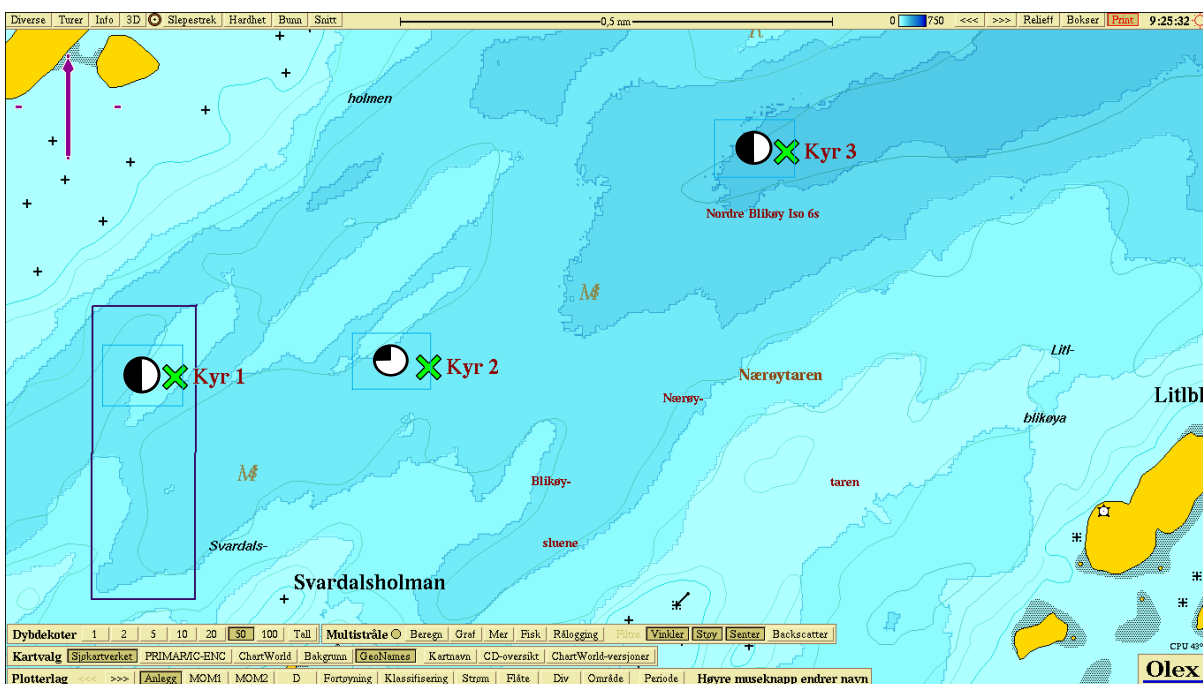 Diverse Turer Info 3D Slepestrek Hardhet Bunn Snitt 0,5 nm 0 750 <<< >>> Relieff Bokser Print 9:25:32
holmen
Kyr 3
Nordre Blikøy Iso 6s
Kyr 1
Kyr 2
Litl-
Nærøytaren
Litlbl
Nærøy-
blikøya
Blikøy-
taren
Svardals-
sluene
Svardalsholman
Dybdekoter 1 2 5 10 20 50 100 Tall Multistråle Beregn Graf Mer Fisk Rålogging Filtre Vinkler Støy Senter Backscatter
Kartvalg Sjøkartverket PRIMAR/IC-ENC ChartWorld Bakgrunn GeoNames Kartnavn CD-oversikt ChartWorld-versjoner
CPU 43°
Plotterlag <<< >>> Anlegg MOM1 MOM2 D Fortøyning Klassifisering Strøm Flåte Div Område Periode Høyre museknapp endrer navn
Olex